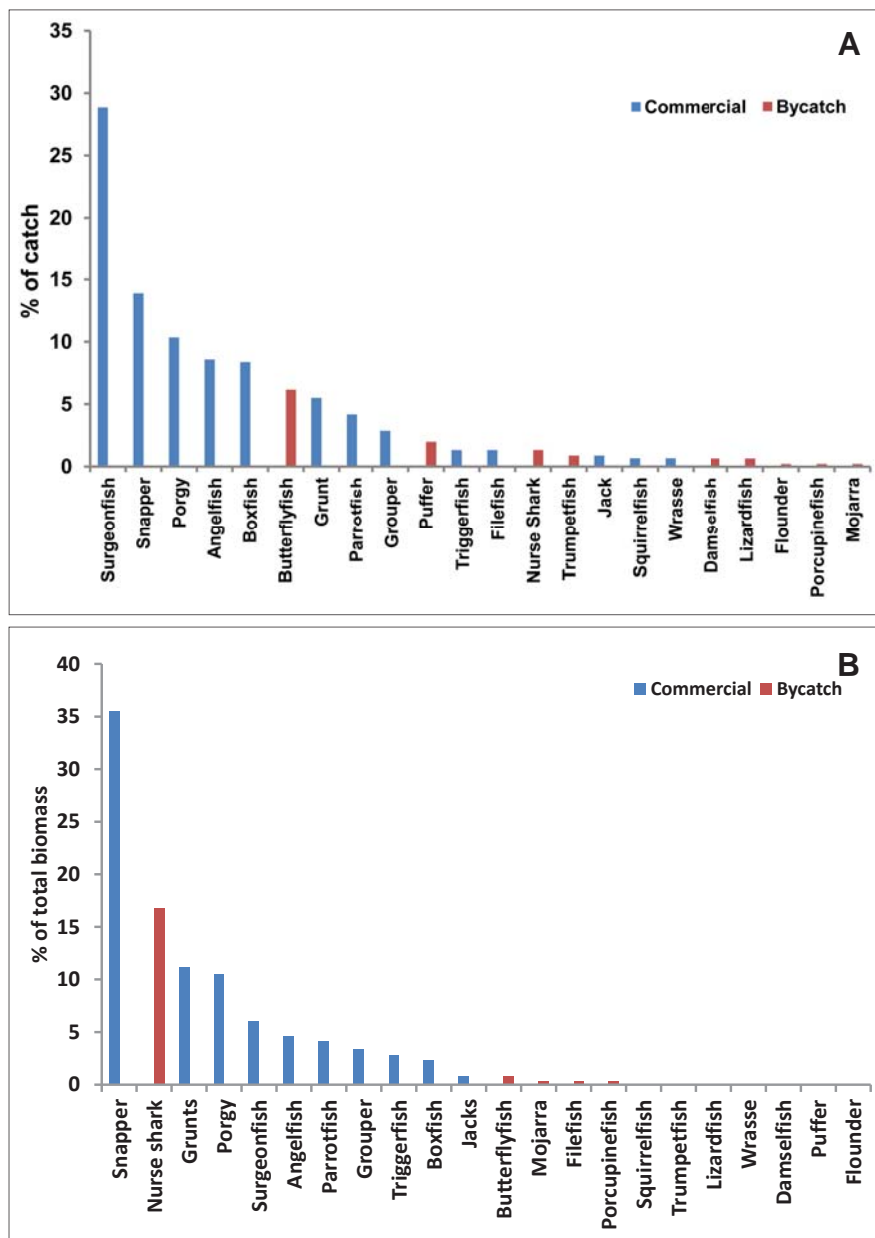 A
35
30
25
20
15
10
5
0
% of catch
Commercial Bycatch
Surgeonfish
Snapper
Porgy
Angelfish
Boxfish
Butterflyfish
Grunt
Parrotfish
Grouper
Puffer
Triggerfish
Filefish
Nurse Shark
Trumpetfish
Jack
Squirrelfish
Wrasse
Damselfish
Lizardfish
Flounder
Porcupinefish
Mojarra
B
40
35
30
25
20
15
10
5
0
% of total biomass
Commercial Bycatch
Snapper
Nurse shark
Grunts
Porgy
Surgeonfish
Angelfish
Parrotfish
Grouper
Triggerfish
Boxfish
Jacks
Butterflyfish
Mojarra
Filefish
Porcupinefish
Squirrelfish
Trumpetfish
Lizardfish
Wrasse
Damselfish
Puffer
Flounder